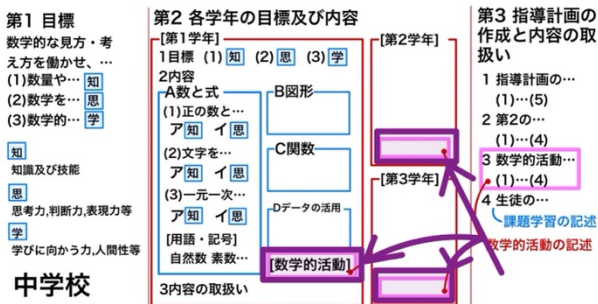 第1 目標
数学的な見方・考
え方を働かせ、…
(1)数量や… 知
(2)数学を… 思
(3)数学的… 学
知
知識及び技能
思
思考力,判断力,表現力等
学
学びに向かう力,人間性等
中学校
第2 各学年の目標及び内容
[第1学年]
1目標 (1) 知 (2) 思 (3) 学
2内容
A数と式
(1)正の数と…
ア知 イ思
(2)文字を…
ア知 イ思
(3)一元一次…
ア知 イ思
[用語・記号]
自然数 素数…
B図形
C関数
Dデータの活用
[数学的活動]
3内容の取扱い
[第2学年]
[第3学年]
第3 指導計画の
作成と内容の取
扱い
1 指導計画の…
(1)…(5)
2 第2の…
(1)…(4)
3 数学的活動…
(1)…(4)
4 生徒の…
課題学習の記述
数学的活動の記述